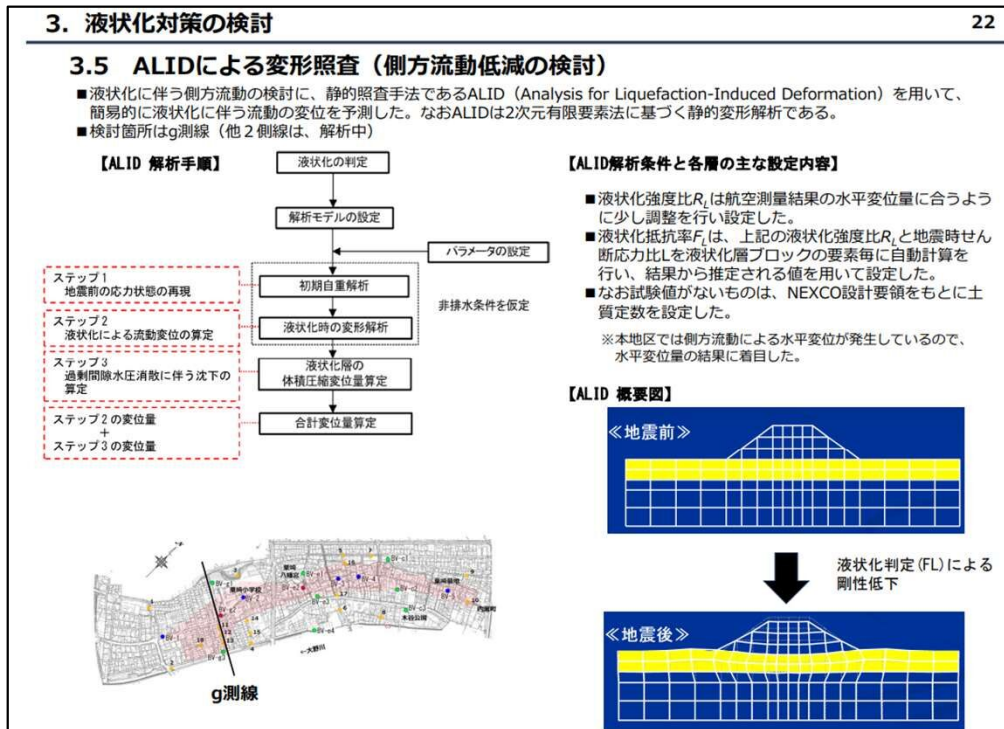 3. 液状化対策の検討
22
3.5 ALIDによる変形照査（側方流動低減の検討）
■液状化に伴う側方流動の検討に、静的照査手法であるALID（Analysis for Liquefaction-Induced Deformation）を用いて、
簡易的に液状化に伴う流動の変位を予測した。なおALIDは2次元有限要素法に基づく静的変形解析である。
■検討箇所はg測線（他２側線は、解析中）
【ALID 解析手順】
液状化の判定
解析モデルの設定
パラメータの設定
ステップ１
地震前の応力状態の再現
初期自重解析
非排水条件を仮定
ステップ２
液状化による流動変位の算定
液状化時の変形解析
ステップ３
過剰間隙水圧消散に伴う沈下の
算定
液状化層の
体積圧縮変位量算定
ステップ２の変位量
＋
ステップ３の変位量
合計変位量算定
【ALID解析条件と各層の主な設定内容】
■液状化強度比RLは航空測量結果の水平変位量に合うよう
に少し調整を行い設定した。
■液状化抵抗率FLは、上記の液状化強度比RLと地震時せん
断応力比Lを液状化層ブロックの要素毎に自動計算を
行い、結果から推定される値を用いて設定した。
■なお試験値がないものは、NEXCO設計要領をもとに土
質定数を設定した。
※本地区では側方流動による水平変位が発生しているので、
水平変位量の結果に着目した。
【ALID 概要図】
≪地震前≫
液状化判定(FL)による
剛性低下
≪地震後≫
←大野川
g測線